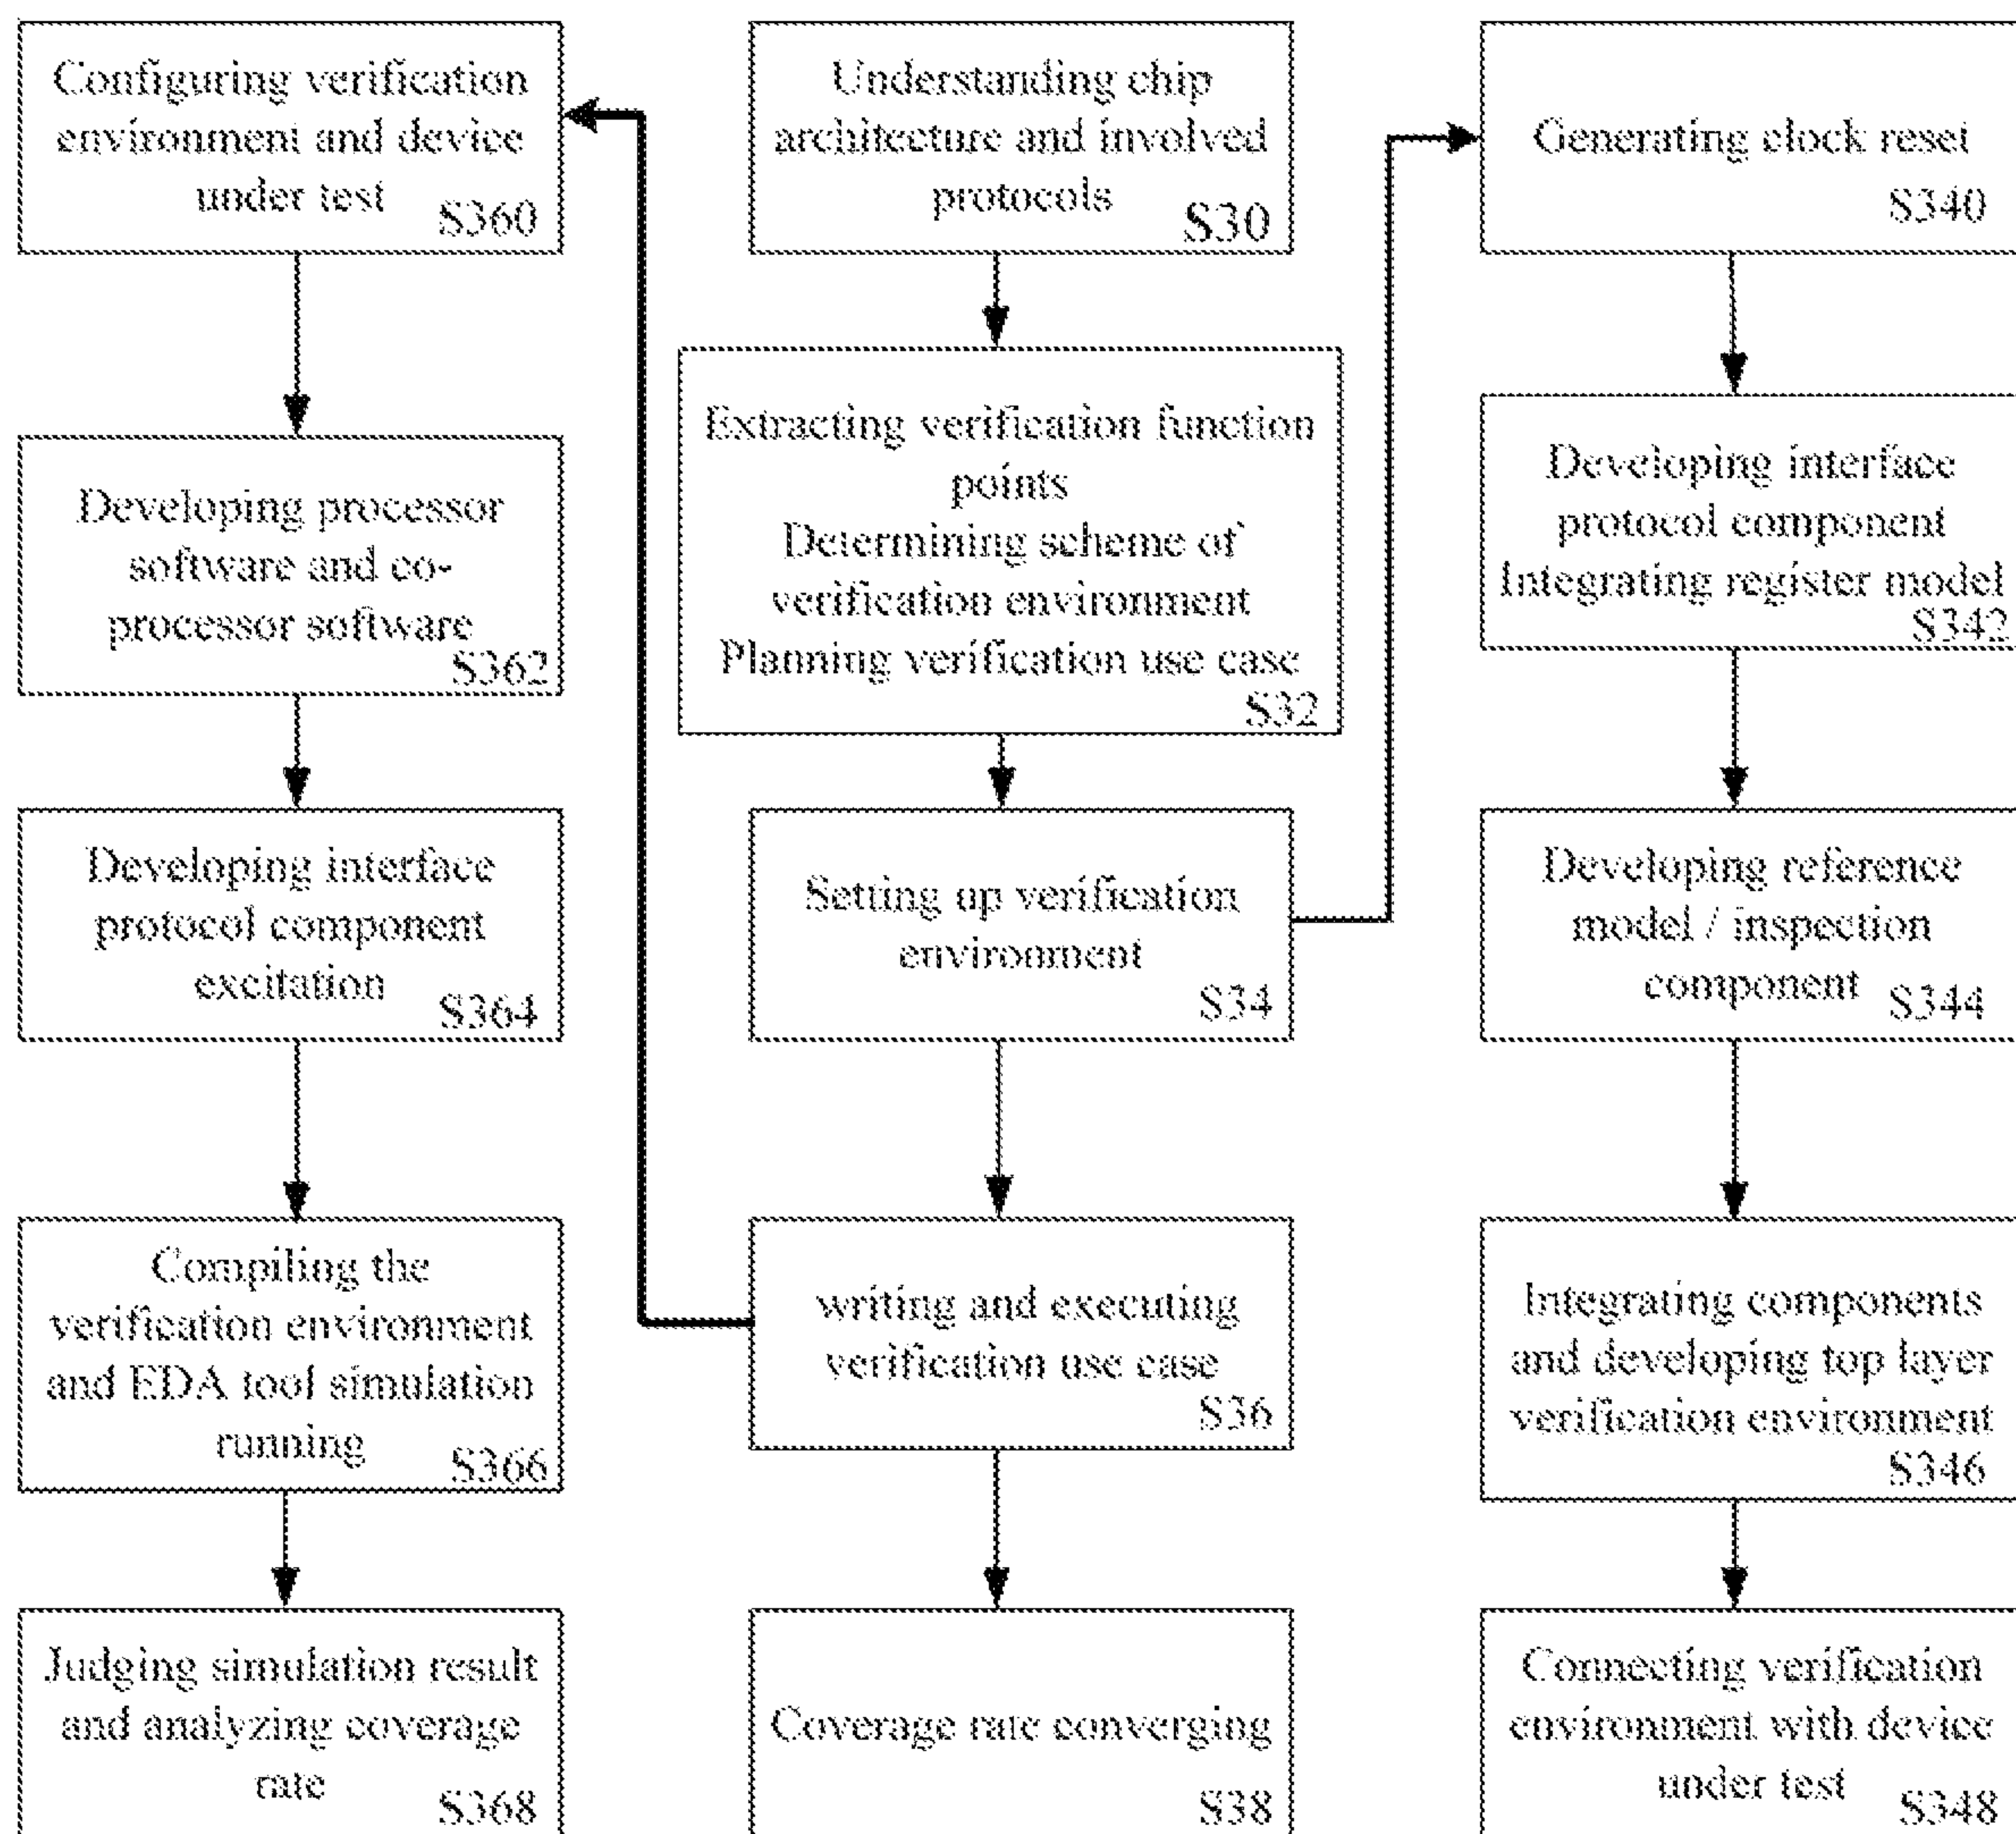 Configuring verification
environment and device
under test
S360
Developing processor
software and co-
processor software
S362
Developing interface
protocol component
excitation
S364
Compiling the
verification environment
and EDA tool simulation
running
S366
Judging simulation result
and analyzing coverage
rate
S368
Understanding chip
architecture and involved
protocols
S30
Extracting verification function
points
Determining scheme of
verification environment
Planning verification use case
S32
Setting up verification
environment
S34
writing and executing
verification use case
S36
Coverage rate converging
S38
Generating clock reset
S340
Developing interface
protocol component
Integrating register model
S342
Developing reference
model / inspection
component
S344
Integrating components
and developing top layer
verification environment
S346
Connecting verification
environment with device
under test
S348